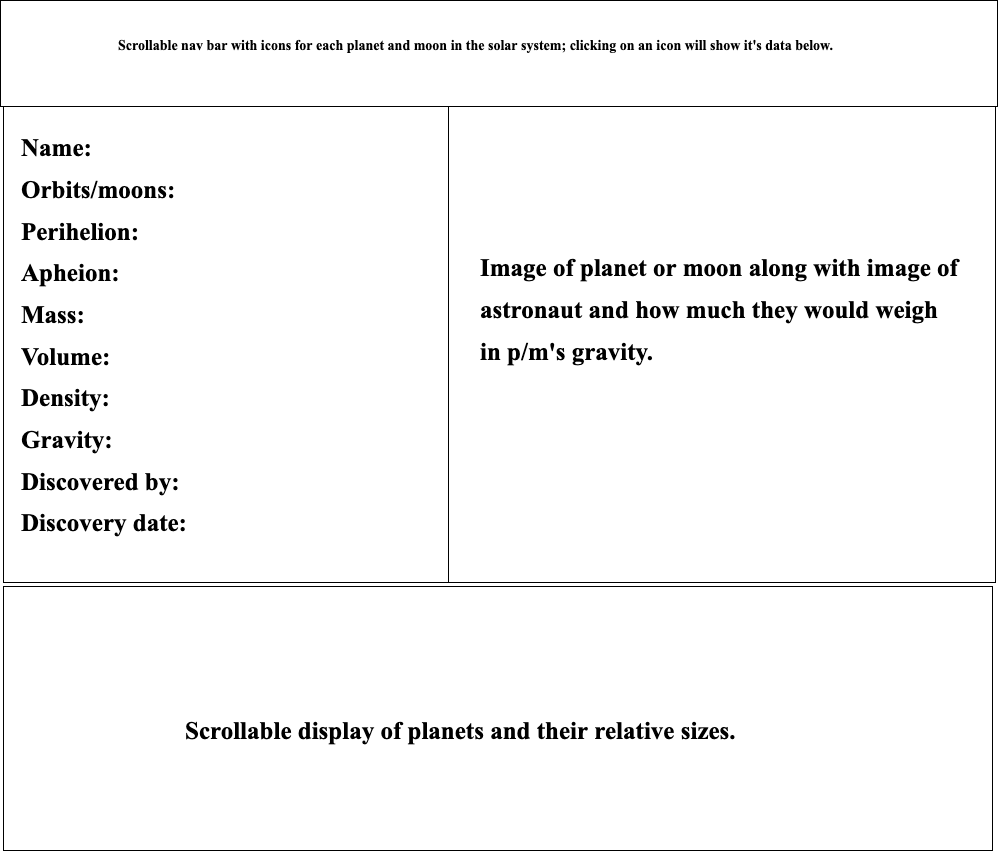 Scrollable nav bar with icons for each planet and moon in the solar system; clicking on an icon will show it's data below.
Name:
Orbits/moons:
Perihelion:
Apheion:
Mass:
Volume:
Density:
Gravity:
Discovered by:
Discovery date:
Image of planet or moon along with image of
astronaut and how much they would weigh
in p/m's gravity.
Scrollable display of planets and their relative sizes.